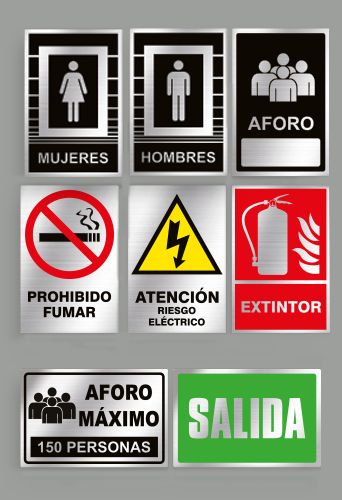 MUJERES
HOMBRES
AFORO
PROHIBIDO
FUMAR
ATENCIÓN
RIESGO
ELÉCTRICO
EXTINTOR
AFORO
MÁXIMO
150 PERSONAS
SALIDA